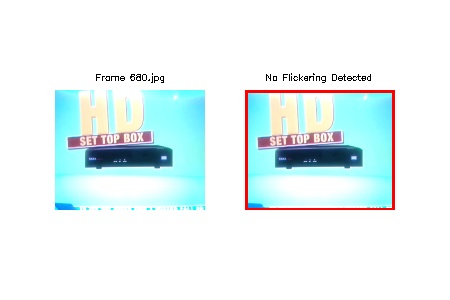 Frame 680.jpg
No Flickering Detected
HD
SET TOP BOX
HD
SET TOP BOX